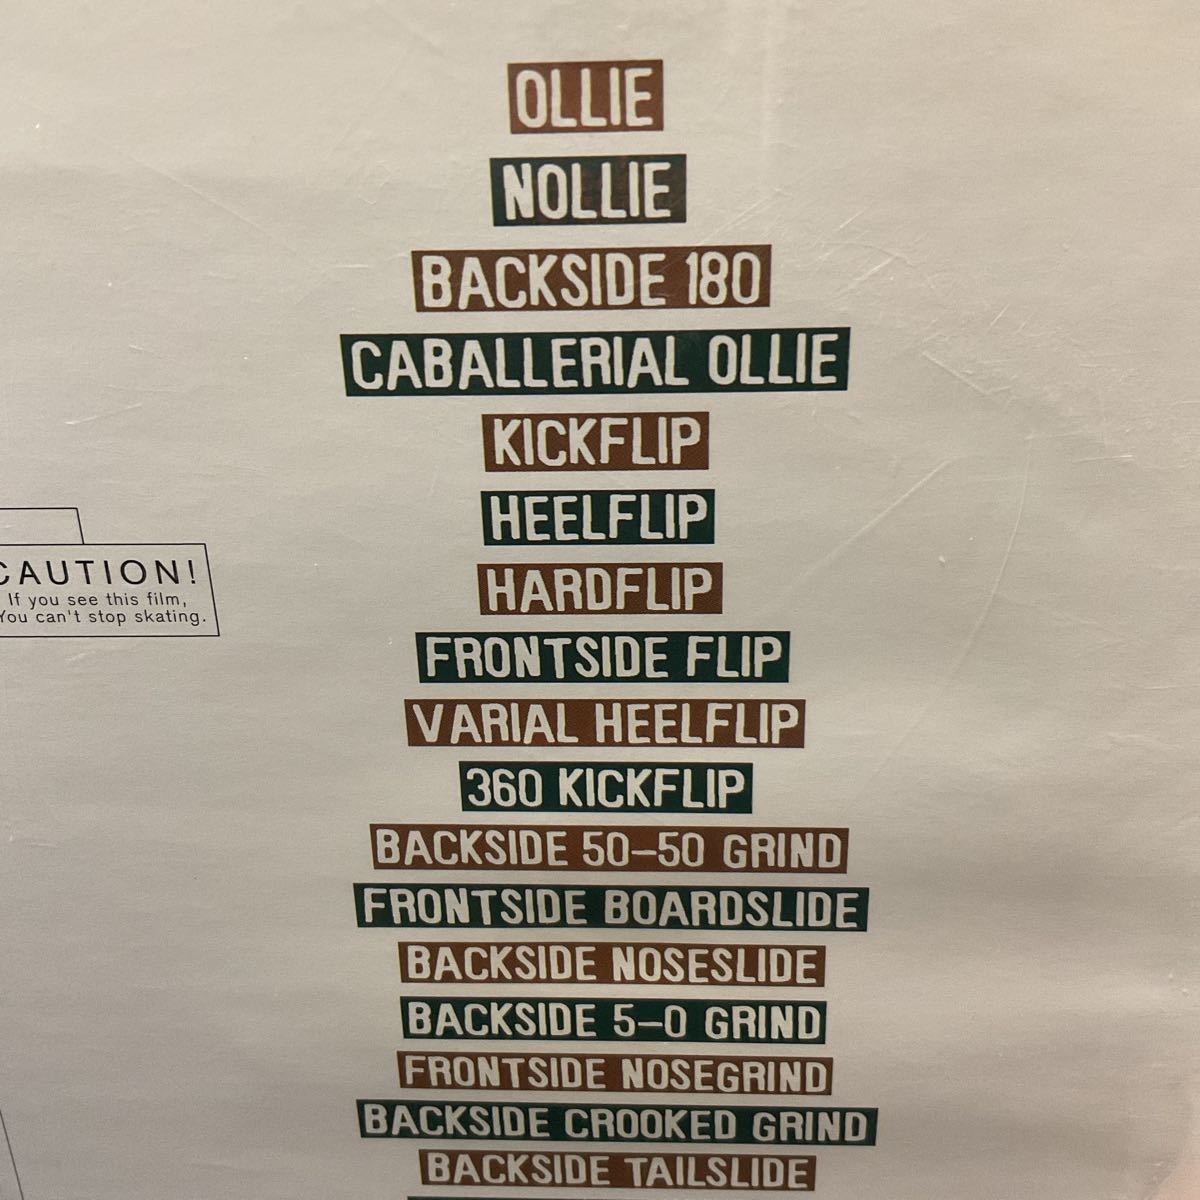 OLLIE
NOLLIE
BACKSIDE 180
CABALLERIAL OLLIE
KICKFLIP
HEELFLIP
HARDFLIP
FRONTSIDE FLIP
VARIAL HEELFLIP
360 KICKFLIP
BACKSIDE 50-50 GRIND
FRONTSIDE BOARDSLIDE
BACKSIDE NOSESLIDE
BACKSIDE 5-0 GRIND
FRONTSIDE NOSEGRIND
BACKSIDE CROOKED GRIND
BACKSIDE TAILSLIDE
CAUTION!
If you see this film,
You can't stop skating.